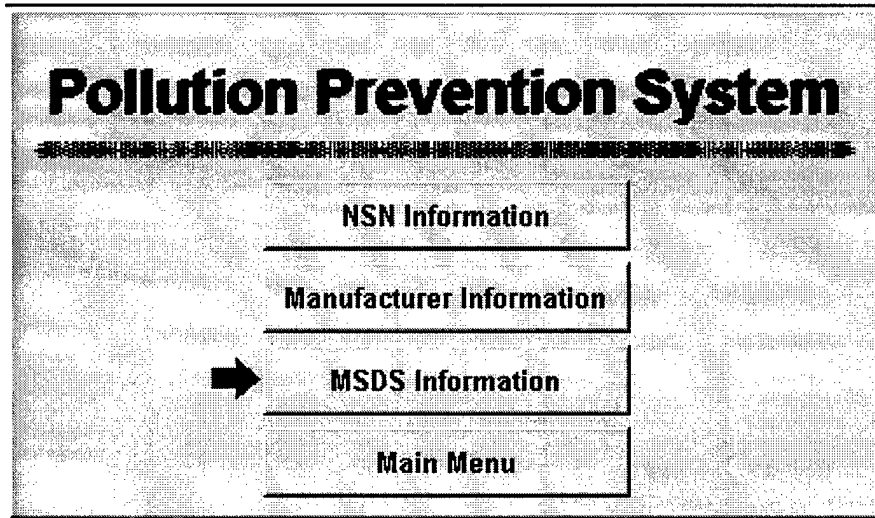 Pollution Prevention System
NSN Information
Manufacturer Information
MSDS Information
Main Menu